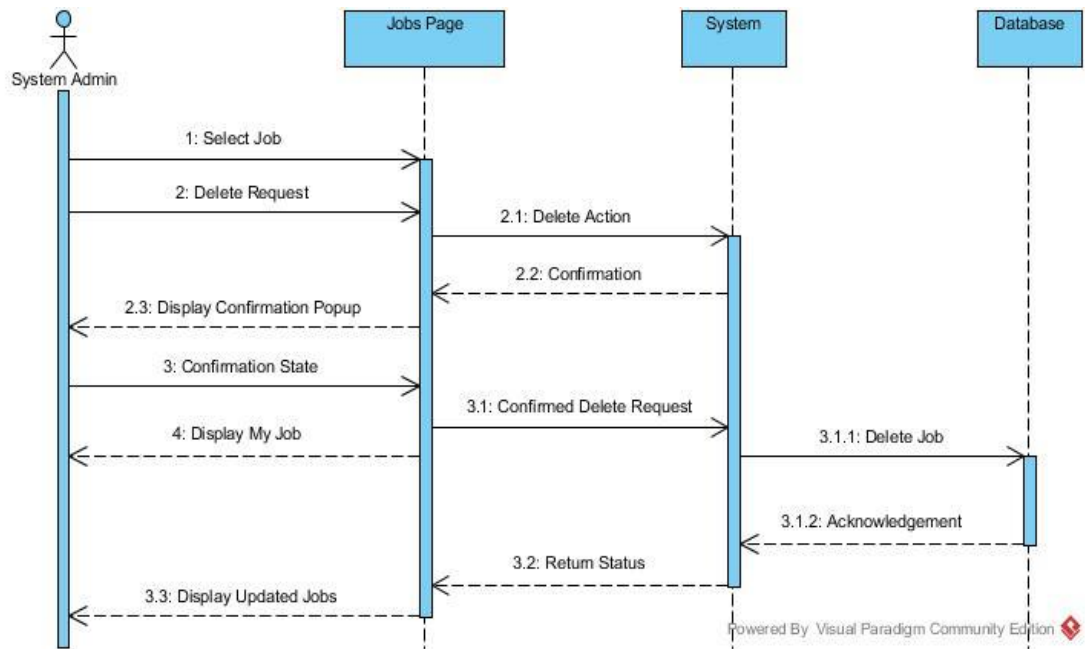 Jobs Page
System
Database
System Admin
1: Select Job
2: Delete Request
2.1: Delete Action
2.2: Confirmation
2.3: Display Confirmation Popup
3: Confirmation State
3.1: Confirmed Delete Request
4: Display My Job
3.1.1: Delete Job
3.1.2: Acknowledgement
3.2: Return Status
3.3: Display Updated Jobs
Powered By Visual Paradigm Community Edition